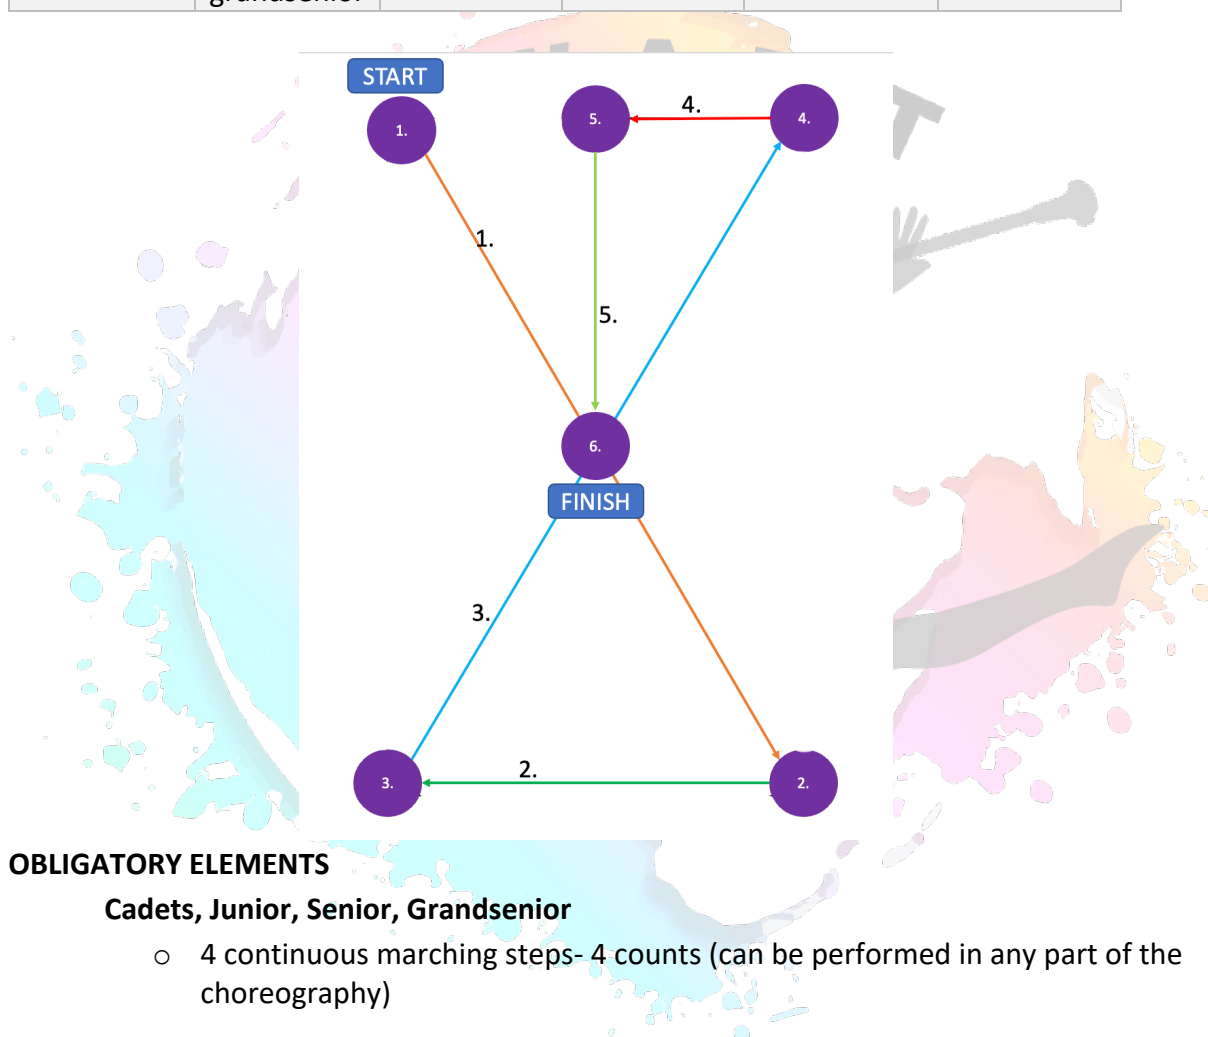 grandsenior
START
1.
5.
4.
4.
1.
5.
6.
FINISH
3.
3.
2.
2.
OBLIGATORY ELEMENTS
Cadets, Junior, Senior, Grandsenior
o 4 continuous marching steps- 4 counts (can be performed in any part of the
choreography)